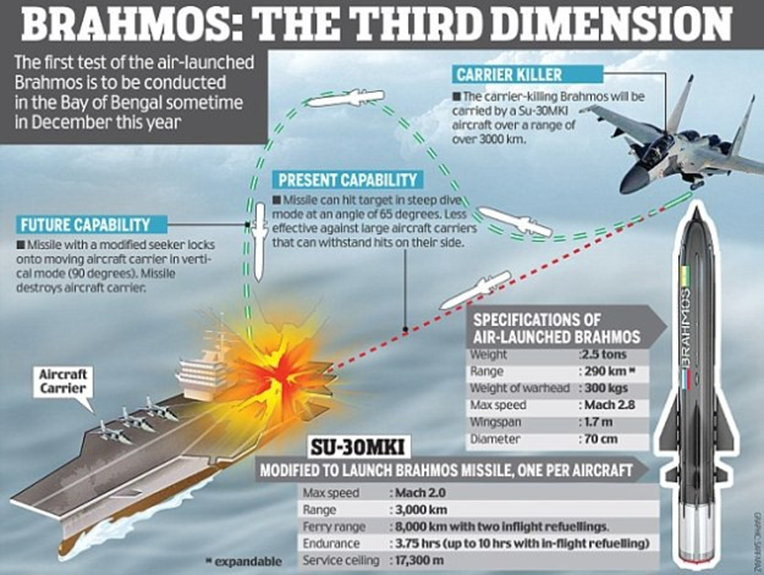 BRAHMOS: THE THIRD DIMENSION
The first test of the air-launched
Brahmos is to be conducted
in the Bay of Bengal sometime
in December this year
CARRIER KILLER
■ The carrier-killing Brahmos will be
carried by a Su-30MKI
aircraft over a range of
over 3000 km.
PRESENT CAPABILITY
■ Missile can hit target in steep dive
mode at an angle of 65 degrees. Less
effective against large aircraft carriers
that can withstand hits on their side.
FUTURE CAPABILITY
■ Missile with a modified seeker locks
onto moving aircraft carrier in verti-
cal mode (90 degrees). Missile
destroys aircraft carrier.
Aircraft
Carrier
SPECIFICATIONS OF
AIR-LAUNCHED BRAHMOS
Weight : 2.5 tons
Range : 290 km *
Weight of warhead : 300 kgs
Max speed : Mach 2.8
Wingspan : 1.7 m
Diameter : 70 cm
BRAHMOS
SU-30MKI
MODIFIED TO LAUNCH BRAHMOS MISSILE, ONE PER AIRCRAFT
Max speed : Mach 2.0
Range : 3,000 km
Ferry range : 8,000 km with two inflight refuellings.
Endurance : 3.75 hrs (up to 10 hrs with in-flight refuelling)
Service ceiling : 17,300 m
* expandable